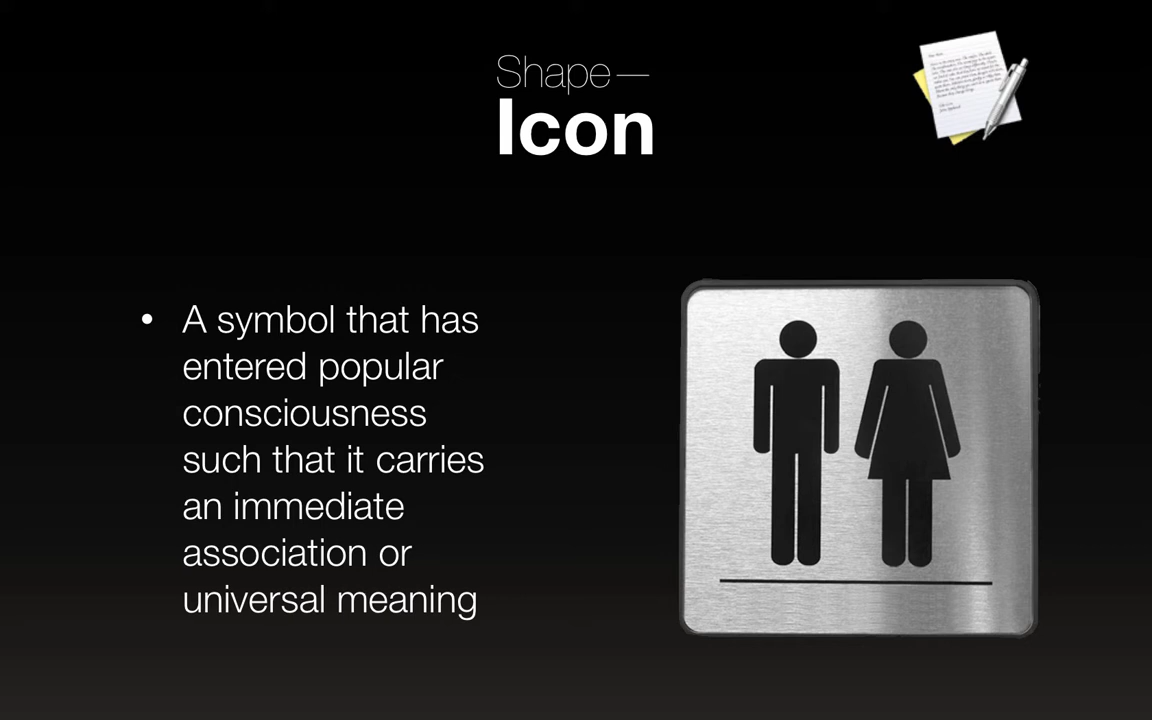 Shape—
Icon
• A symbol that has
entered popular
consciousness
such that it carries
an immediate
association or
universal meaning